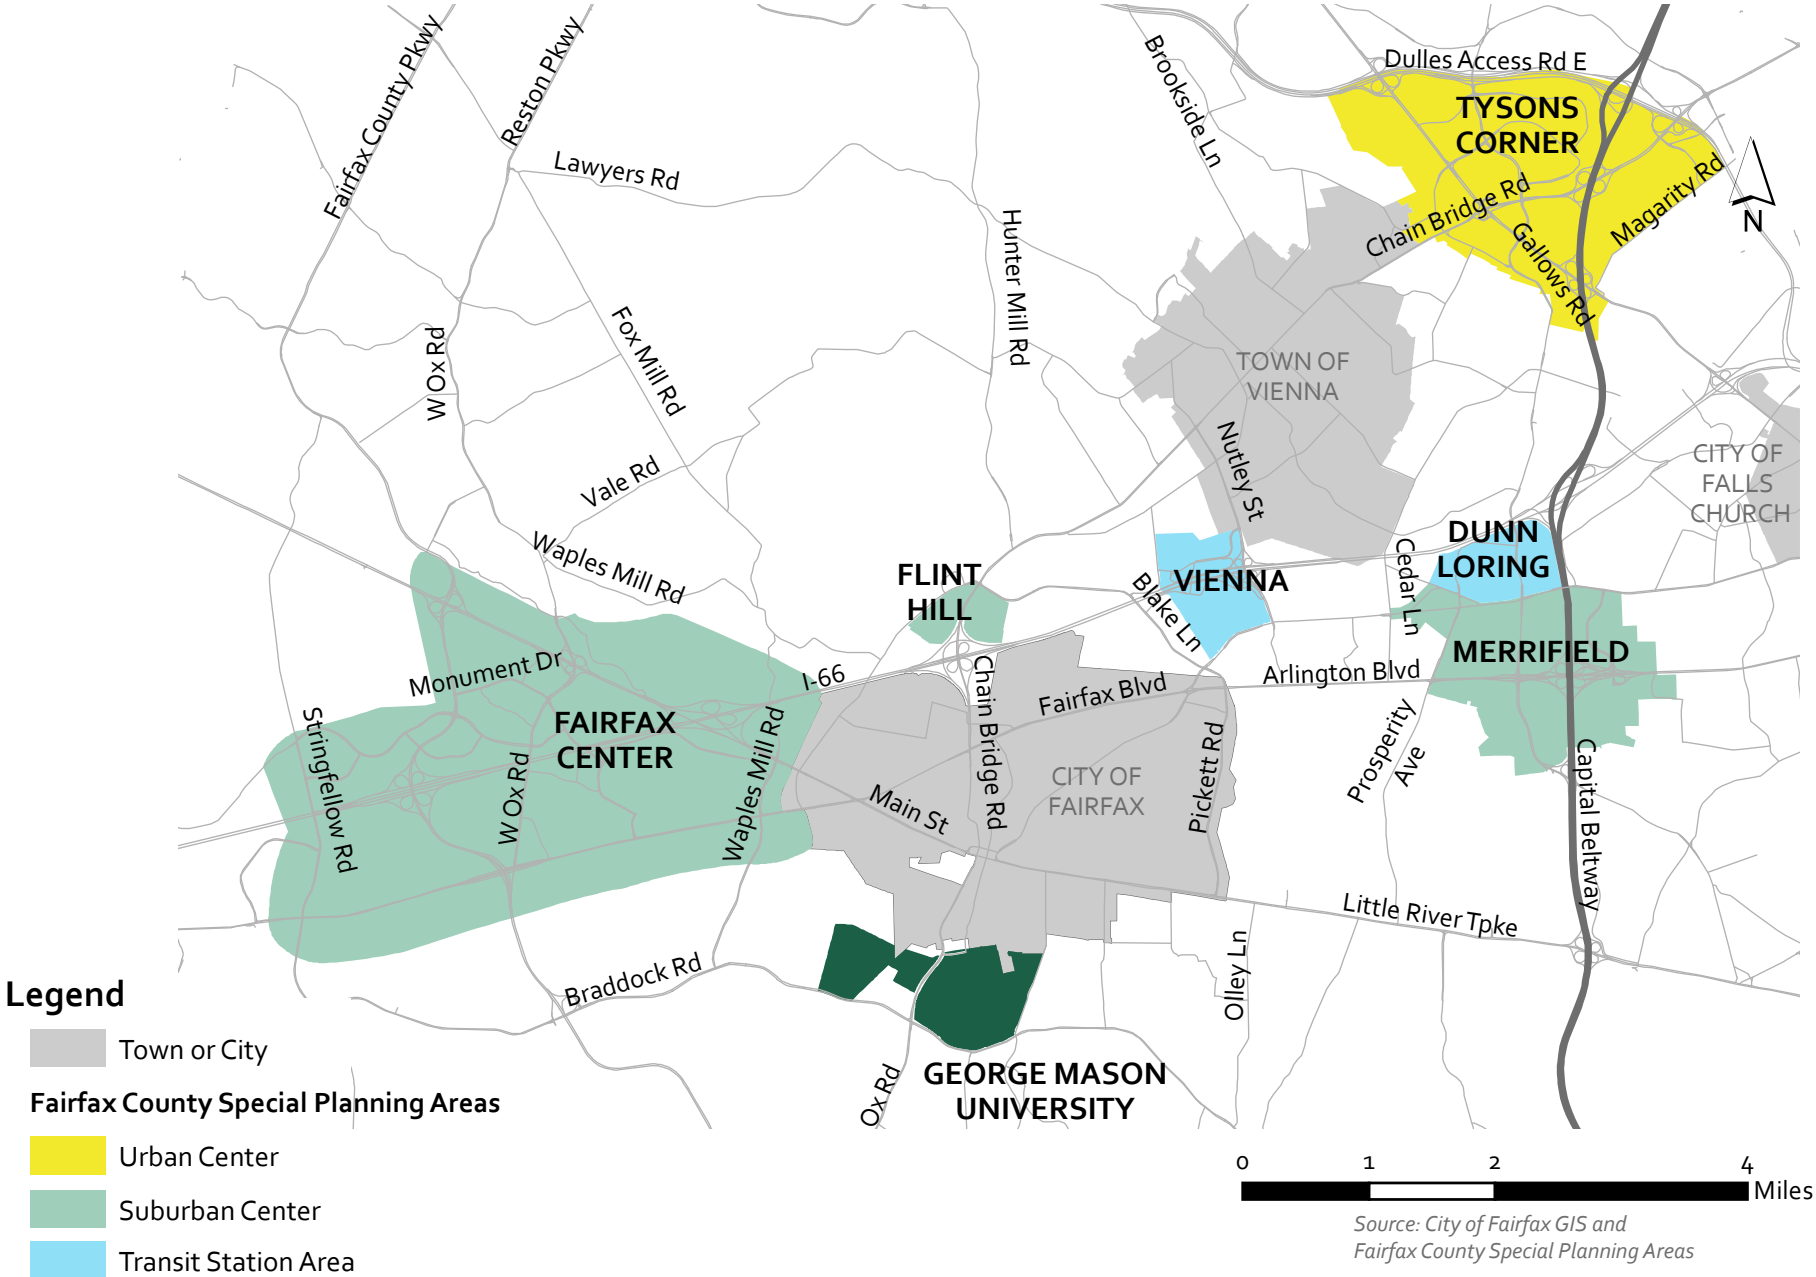 Fairfax County Pkwy
Reston Pkwy
Brookside Ln
Dulles Access Rd E
TYSONS
CORNER
Lawyers Rd
Magarity Rd
Chain Bridge Rd
Gallows Rd
N
Hunter Mill Rd
W Ox Rd
Fox Mill Rd
TOWN OF
VIENNA
Nutley St
CITY OF
FALLS
CHURCH
Vale Rd
Waples Mill Rd
FLINT
HILL
VIENNA
Blake Ln
DUNN
LORING
Cedar Ln
MERRIFIELD
Monument Dr
I-66
Arlington Blvd
Fairfax Blvd
Chain Bridge Rd
Stringfellow Rd
FAIRFAX
CENTER
W Ox Rd
Waples Mill Rd
Main St
CITY OF
FAIRFAX
Pickett Rd
Prosperity
Ave
Capital Beltway
Little River Tpke
Olley Ln
Braddock Rd
Ox Rd
GEORGE MASON
UNIVERSITY
Legend
Town or City
Fairfax County Special Planning Areas
Urban Center
Suburban Center
Transit Station Area
0 1 2 4
Miles
Source: City of Fairfax GIS and
Fairfax County Special Planning Areas